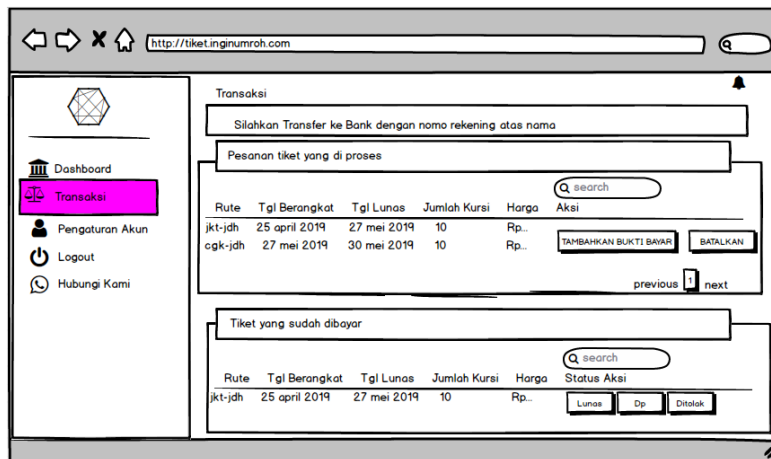 http://tiket.inginumroh.com
Dashboard
Transaksi
Pengaturan Akun
Logout
Hubungi Kami
Transaksi
Silahkan Transfer ke Bank dengan nomo rekening atas nama
Pesanan tiket yang di proses
search
Rute Tgl Berangkat Tgl Lunas Jumlah Kursi Harga Aksi
jkt-jdh 25 april 2019 27 mei 2019 10 Rp...
cgk-jdh 27 mei 2019 30 mei 2019 10 Rp... TAMBAHKAN BUKTI BAYAR BATALKAN
previous 1 next
Tiket yang sudah dibayar
search
Rute Tgl Berangkat Tgl Lunas Jumlah Kursi Harga Status Aksi
jkt-jdh 25 april 2019 27 mei 2019 10 Rp... Lunas Dp Ditolak